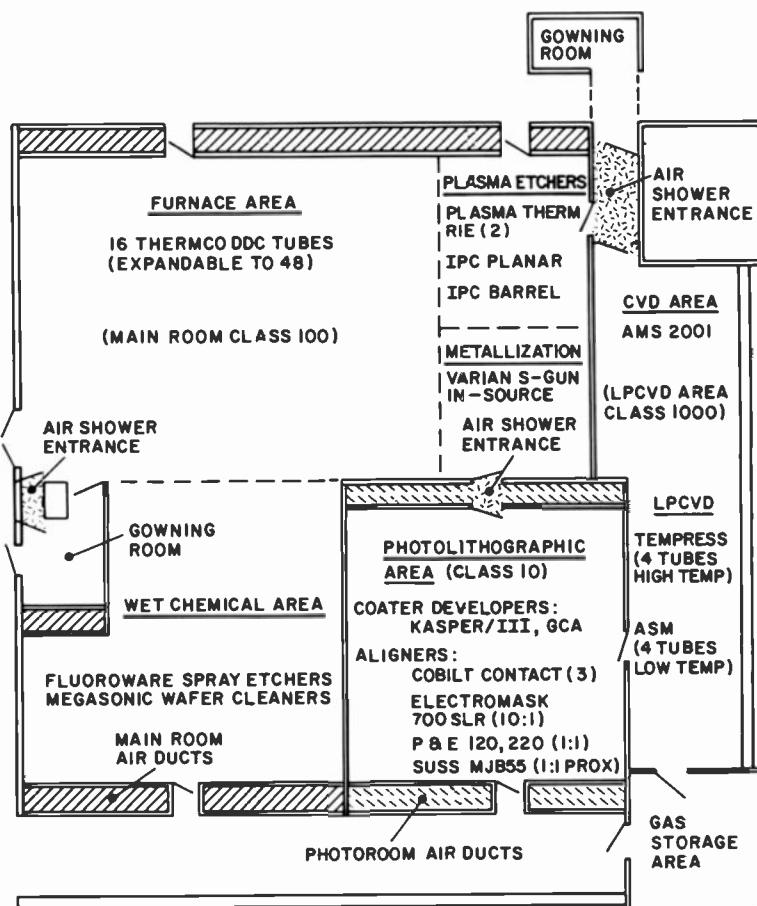 GOWNING
ROOM
AIR
SHOWER
ENTRANCE
PLASMA ETCHERS
PLASMA THERM
RIE (2)
IPC PLANAR
IPC BARREL
FURNACE AREA
16 THERMCO DDC TUBES
(EXPANDABLE TO 48)
(MAIN ROOM CLASS 100)
CVD AREA
AMS 2001
(LPCVD AREA
CLASS 1000)
METALLIZATION
VARIAN S-GUN
IN-SOURCE
AIR SHOWER
ENTRANCE
AIR SHOWER
ENTRANCE
GOWNING
ROOM
LPCVD
TEMPRESS
(4 TUBES
HIGH TEMP)
ASM
(4 TUBES
LOW TEMP)
PHOTOLITHOGRAPHIC
AREA (CLASS 10)
COATER DEVELOPERS:
KASPER/III, GCA
ALIGNERS:
COBILT CONTACT (3)
ELECTROMASK
700 SLR (10:1)
P & E 120, 220 (1:1)
SUSS MJB55 (1:1 PROX)
WET CHEMICAL AREA
FLUOROWARE SPRAY ETCHERS
MEGASONIC WAFER CLEANERS
MAIN ROOM
AIR DUCTS
PHOTOROOM AIR DUCTS
GAS
STORAGE
AREA